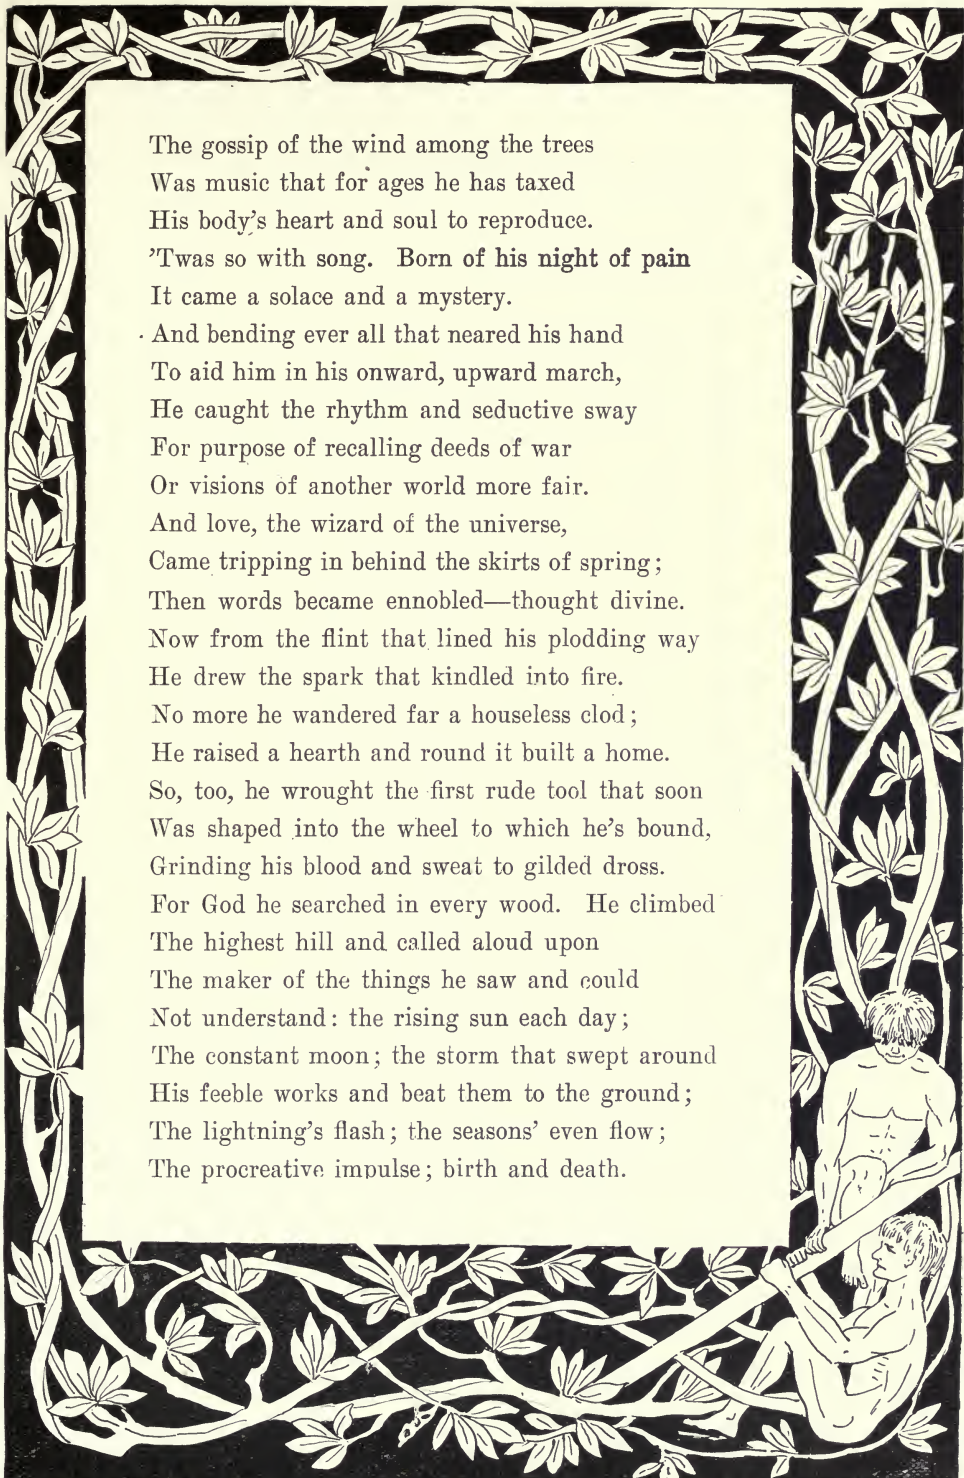 The gossip of the wind among the trees
Was music that for ages he has taxed
His body's heart and soul to reproduce.
'Twas so with song. Born of his night of pain
It came a solace and a mystery.
And bending ever all that neared his hand
To aid him in his onward, upward march,
He caught the rhythm and seductive sway
For purpose of recalling deeds of war
Or visions of another world more fair.
And love, the wizard of the universe,
Came tripping in behind the skirts of spring;
Then words became ennobled—thought divine.
Now from the flint that lined his plodding way
He drew the spark that kindled into fire.
No more he wandered far a houseless clod;
He raised a hearth and round it built a home.
So, too, he wrought the first rude tool that soon
Was shaped into the wheel to which he's bound,
Grinding his blood and sweat to gilded dross.
For God he searched in every wood. He climbed
The highest hill and called aloud upon
The maker of the things he saw and could
Not understand: the rising sun each day;
The constant moon; the storm that swept around
His feeble works and beat them to the ground;
The lightning's flash; the seasons' even flow;
The procreative impulse; birth and death.